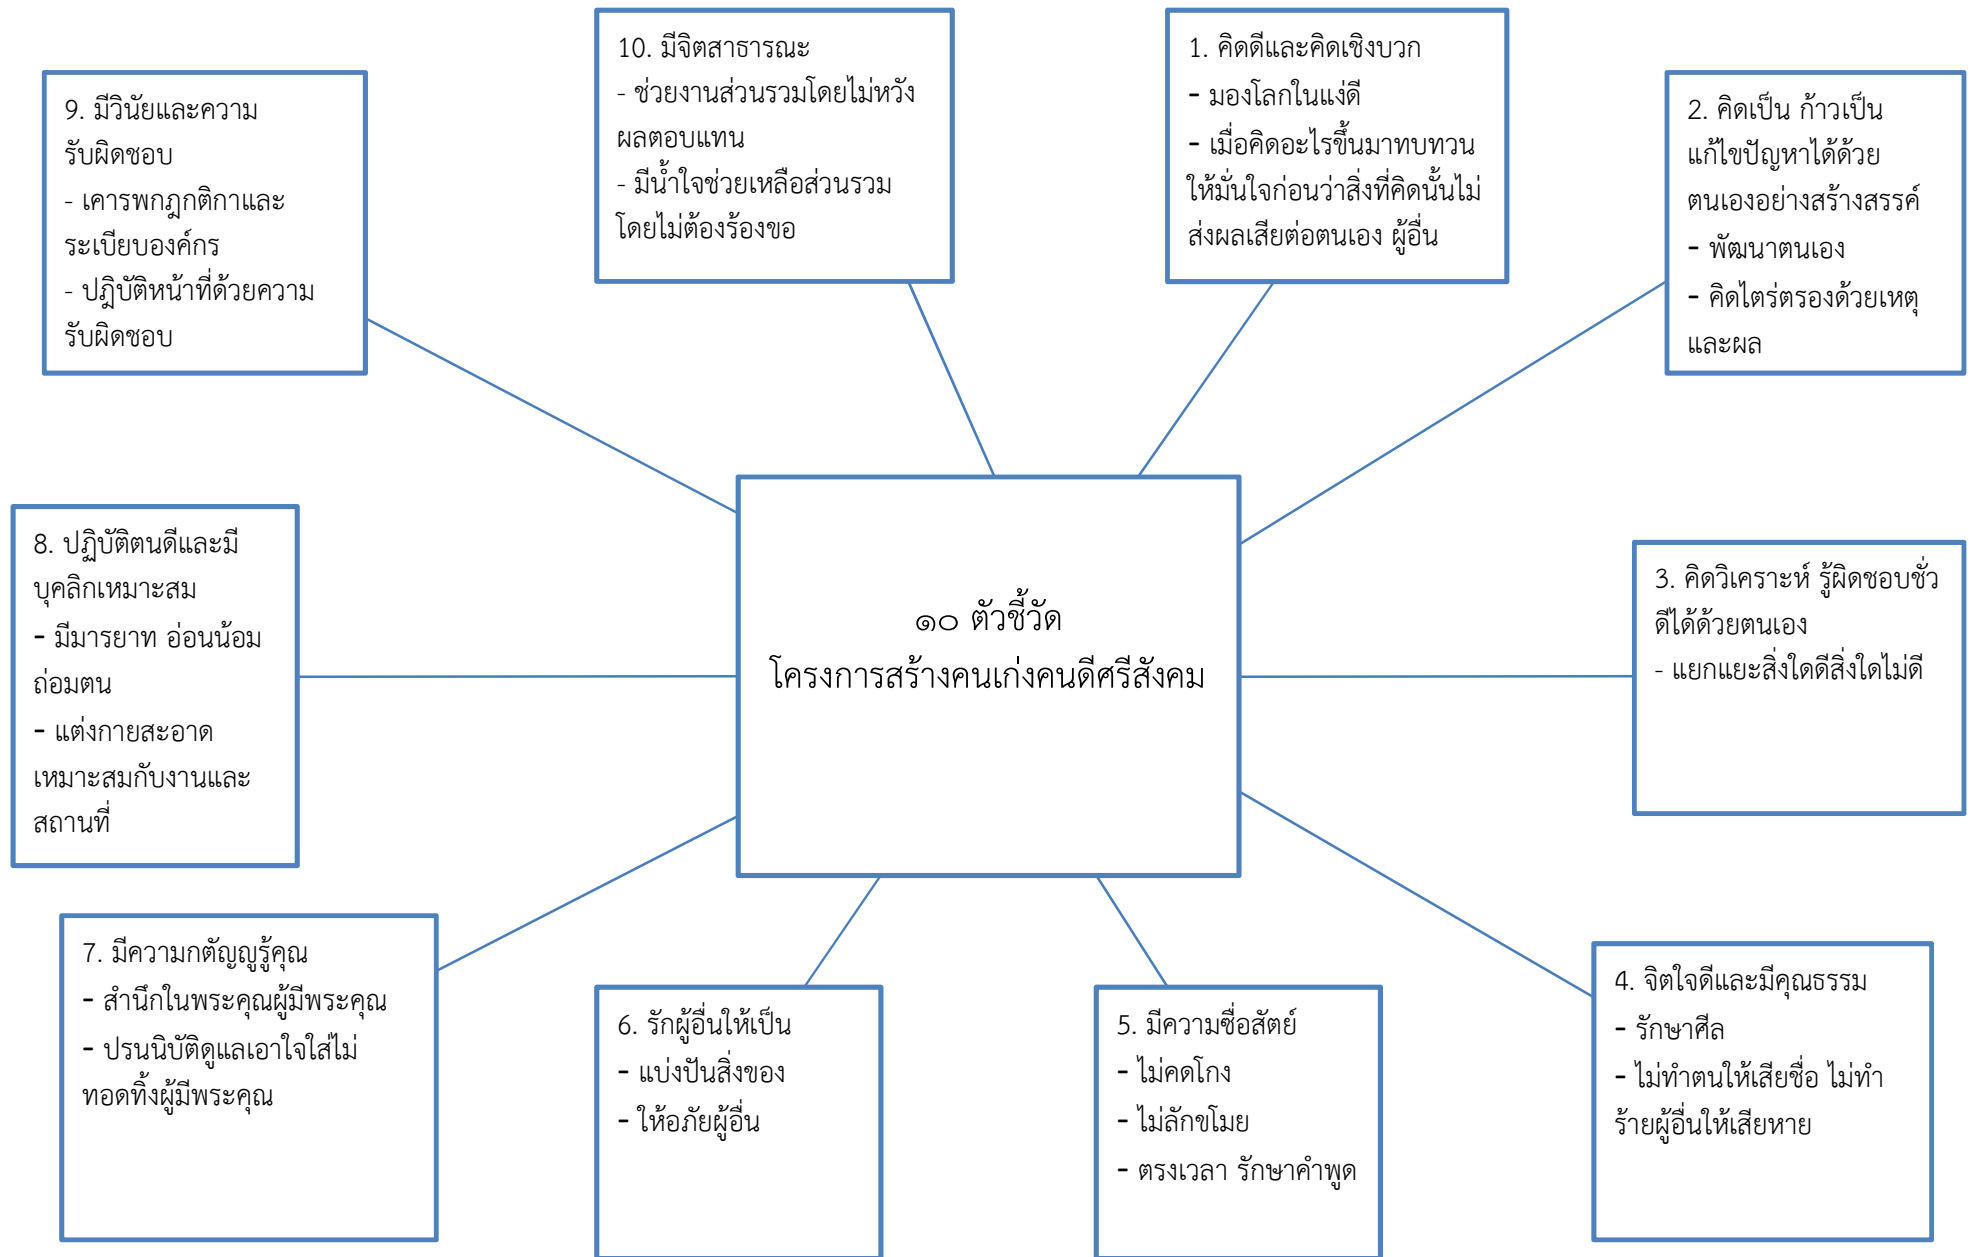 ๑๐ ตัวชี้วัด
โครงการสร้างคนเก่งคนดีศรีสังคม
1. คิดดีและคิดเชิงบวก
- มองโลกในแง่ดี
- เมื่อคิดอะไรขึ้นมาทบทวน
ให้มั่นใจก่อนว่าสิ่งที่คิดนั้นไม่
ส่งผลเสียต่อตนเอง ผู้อื่น
2. คิดเป็น ก้าวเป็น
แก้ไขปัญหาได้ด้วย
ตนเองอย่างสร้างสรรค์
- พัฒนาตนเอง
- คิดไตร่ตรองด้วยเหตุ
และผล
3. คิดวิเคราะห์ รู้ผิดชอบชั่ว
ดีได้ด้วยตนเอง
- แยกแยะสิ่งใดดีสิ่งใดไม่ดี
4. จิตใจดีและมีคุณธรรม
- รักษาศีล
- ไม่ทำตนให้เสียชื่อ ไม่ทำ
ร้ายผู้อื่นให้เสียหาย
5. มีความซื่อสัตย์
- ไม่คดโกง
- ไม่ลักขโมย
- ตรงเวลา รักษาคำพูด
6. รักผู้อื่นให้เป็น
- แบ่งปันสิ่งของ
- ให้อภัยผู้อื่น
7. มีความกตัญญูรู้คุณ
- สำนึกในพระคุณผู้มีพระคุณ
- ปรนนิบัติดูแลเอาใจใส่ไม่
ทอดทิ้งผู้มีพระคุณ
8. ปฏิบัติตนดีและมี
บุคลิกเหมาะสม
- มีมารยาท อ่อนน้อม
ถ่อมตน
- แต่งกายสะอาด
เหมาะสมกับงานและ
สถานที่
9. มีวินัยและความ
รับผิดชอบ
- เคารพกฎกติกาและ
ระเบียบองค์กร
- ปฎิบัติหน้าที่ด้วยความ
รับผิดชอบ
10. มีจิตสาธารณะ
- ช่วยงานส่วนรวมโดยไม่หวัง
ผลตอบแทน
- มีน้ำใจช่วยเหลือส่วนรวม
โดยไม่ต้องร้องขอ